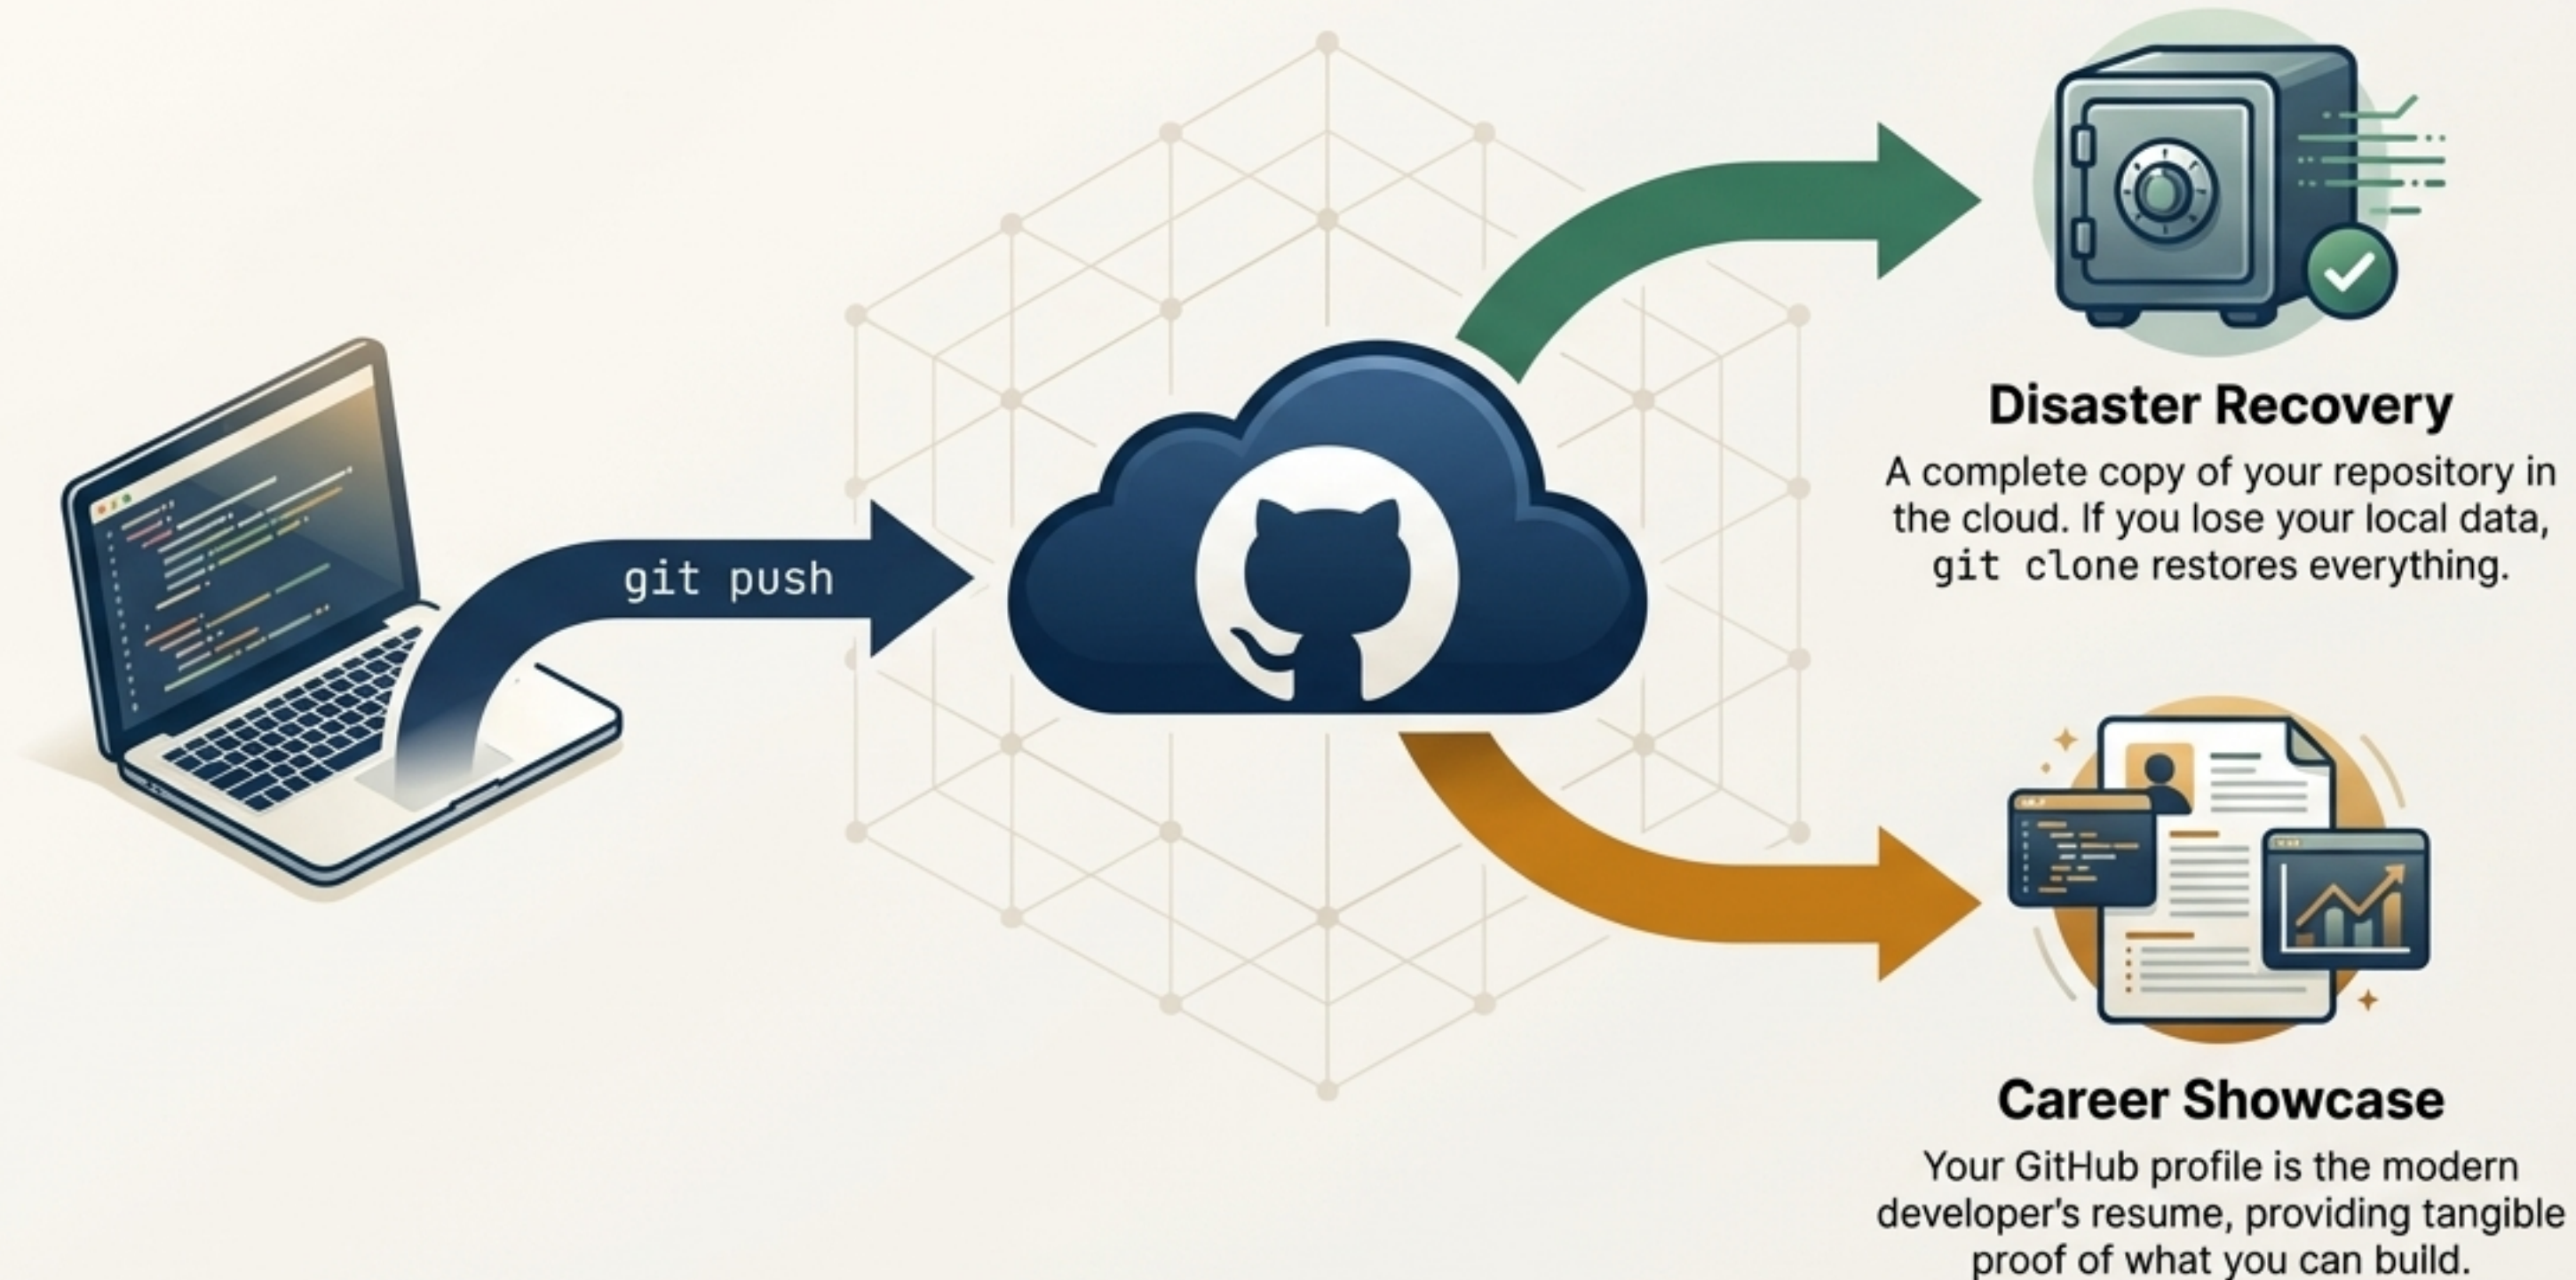 git push
Disaster Recovery
A complete copy of your repository in
the cloud. If you lose your local data,
git clone restores everything.
Career Showcase
Your GitHub profile is the modern
developer's resume, providing tangible
proof of what you can build.